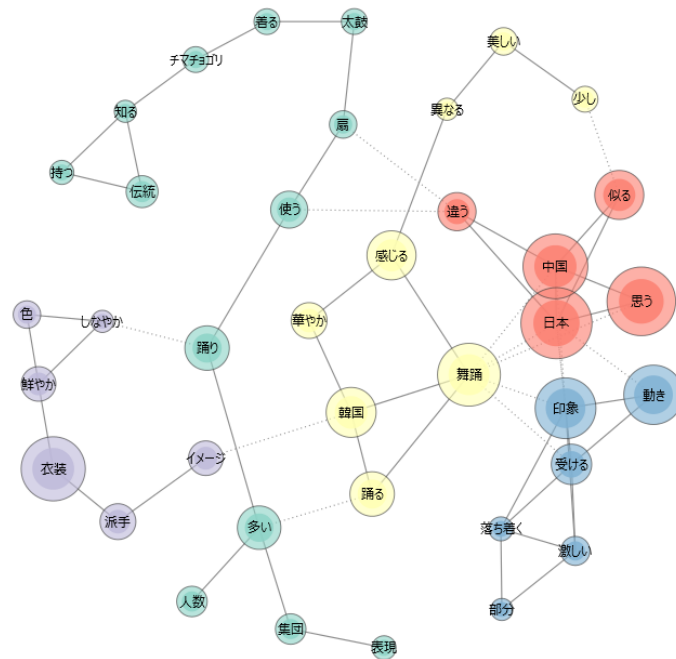 着る
太鼓
美しい
チマチョゴリ
少し
異なる
知る
扇
持つ
伝統
似る
使う
違う
感じる
中国
思う
色
しなやか
華やか
日本
踊り
舞踊
鮮やか
動き
印象
韓国
イメージ
受ける
衣装
踊る
派手
多い
落ち着く
激しい
人数
部分
集団
表現